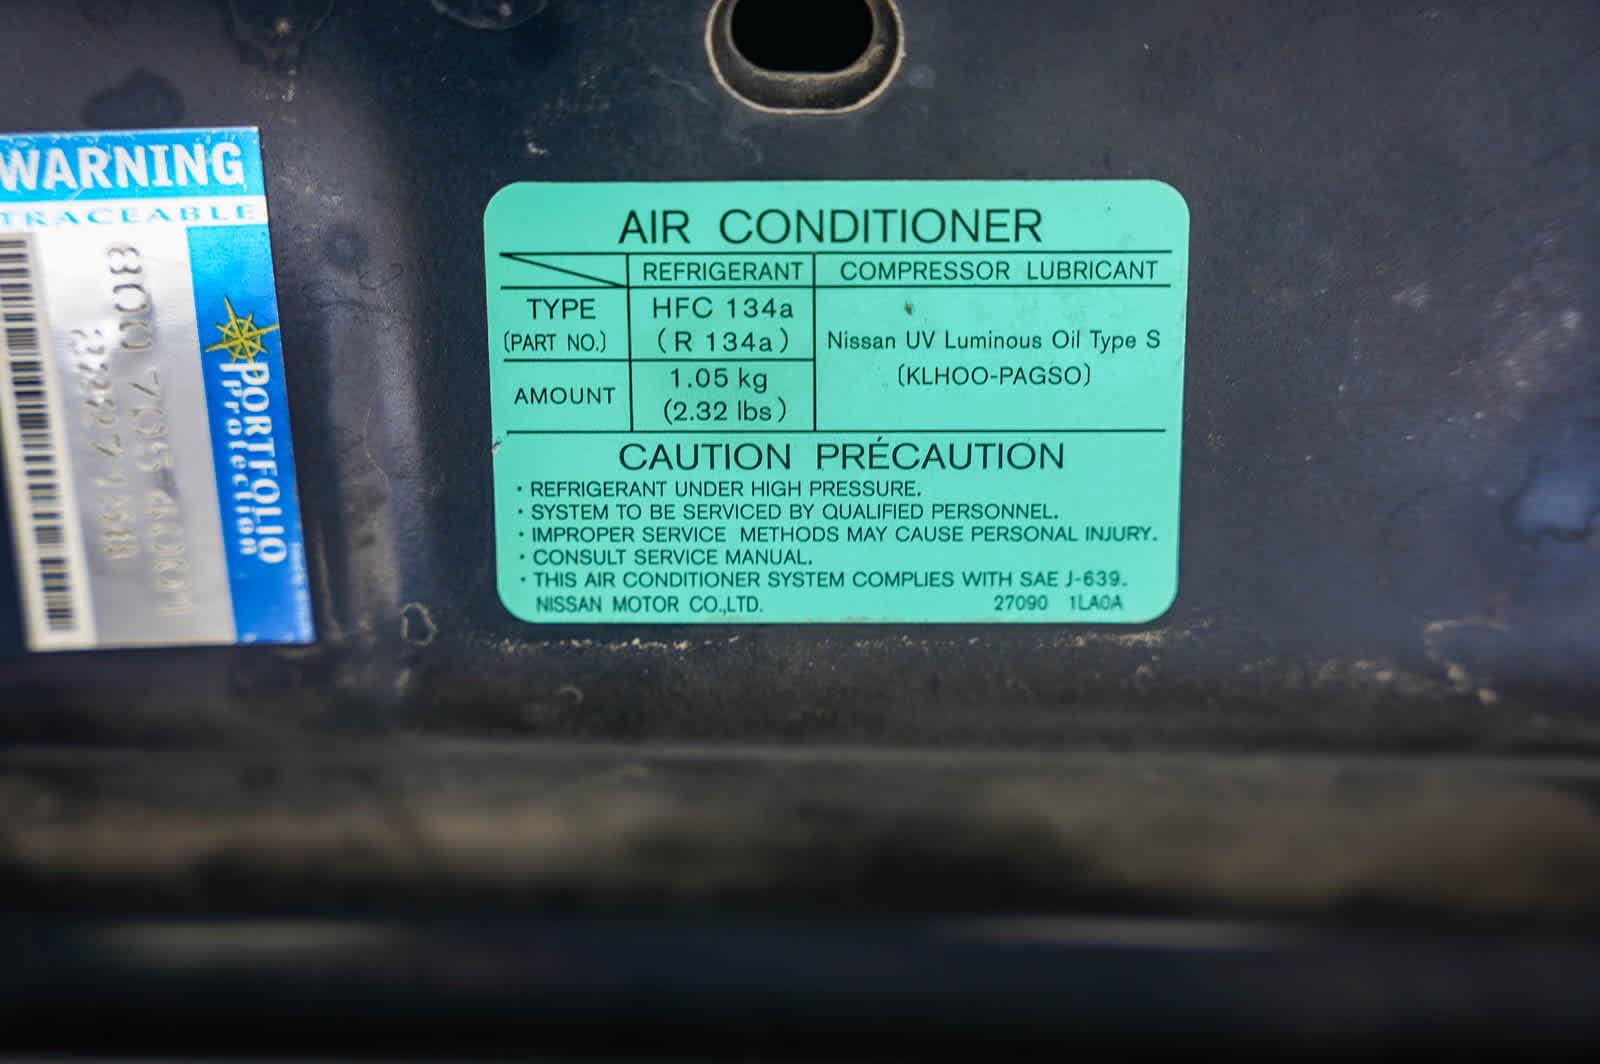 WARNING
TRACEABLE
PORTFOLIO
Protection
AIR CONDITIONER
REFRIGERANT COMPRESSOR LUBRICANT
TYPE
(PART NO.)
HFC 134a
(R 134a)
Nissan UV Luminous Oil Type S
(KLHOO-PAGSO)
AMOUNT
1.05 kg
(2.32 lbs)
CAUTION PRÉCAUTION
· REFRIGERANT UNDER HIGH PRESSURE.
· SYSTEM TO BE SERVICED BY QUALIFIED PERSONNEL.
· IMPROPER SERVICE METHODS MAY CAUSE PERSONAL INJURY.
· CONSULT SERVICE MANUAL.
· THIS AIR CONDITIONER SYSTEM COMPLIES WITH SAE J-639.
NISSAN MOTOR CO.,LTD. 27090 1LA0A